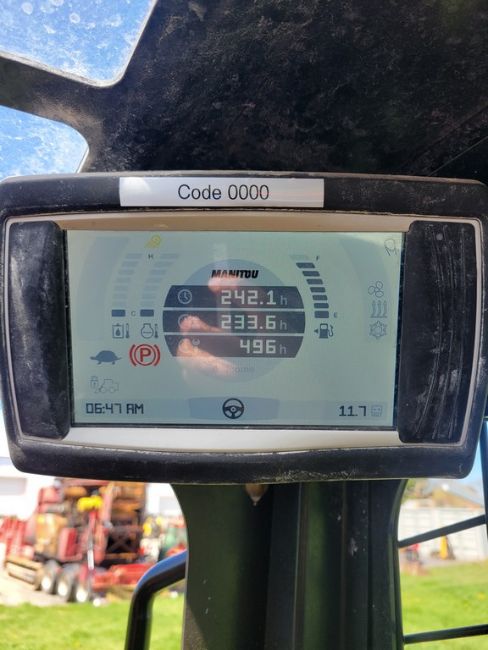 Code 0000
H
F
MANITOU
242.1 h
233.6 h
496 h
C
E
P
06:47 AM
11.7